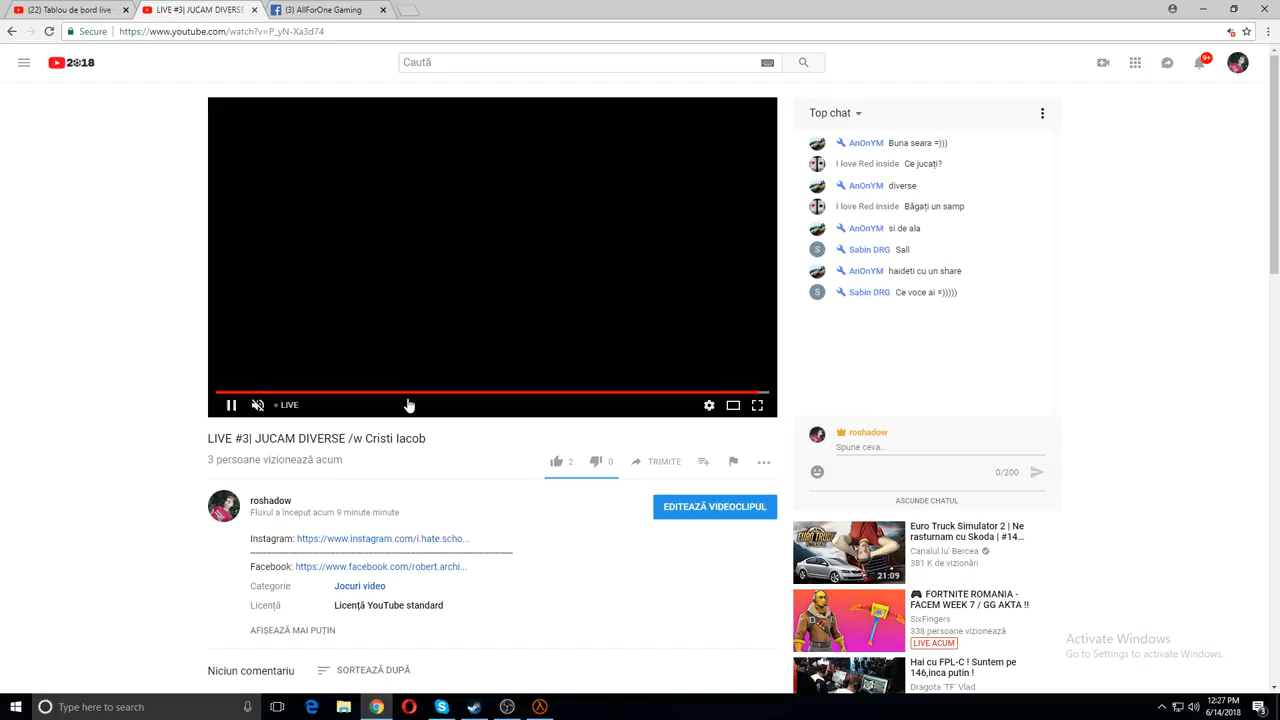 (22) Tablou de bord live -
LIVE #3| JUCAM DIVERSE
AllForOne Gaming
Secure
https://www.youtube.com/watch?v=P_yN-Xa3d74
2018
Caută
9+
Top chat
AnOnYM Buna seara =)))
I love Red inside Ce jucați?
AnOnYM diverse
I love Red inside Băgați un samp
AnOnYM si de ala
S Sabin DRG Sall
AnOnYM haideti cu un share
S Sabin DRG Ce voce ai =)))))
LIVE
LIVE #3| JUCAM DIVERSE /w Cristi Iacob
3 persoane vizionează acum
2
0
TRIMITE
roshadow
Spune ceva...
0/200
ASCUNDE CHATUL
roshadow
Fluxul a început acum 9 minute minute
EDITEAZĂ VIDEOCLIPUL
Instagram: https://www.instagram.com/i.hate.scho...
Facebook: https://www.facebook.com/robert.archi...
Categorie Jocuri video
Licență Licență YouTube standard
AFIȘEAZĂ MAI PUȚIN
Niciun comentariu
SORTEAZĂ DUPĂ
21:09
Euro Truck Simulator 2 | Ne
rasturnam cu Skoda | #14...
Canalul lu' Bercea
381 K de vizionări
FORTNITE ROMANIA -
FACEM WEEK 7 / GG AKTA !!
SixFingers
338 persoane vizionează
LIVE ACUM
Hai cu FPL-C ! Suntem pe
146,inca putin !
Dragota 'TF' Vlad
Activate Windows
Go to Settings to activate Windows.
Type here to search
12:27 PM
6/14/2018
3